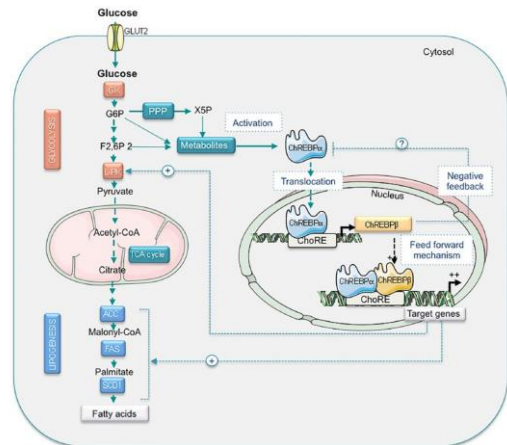 Glucose
GLUT2
Cytosol
Glucose
GK
G6P
PPP
X5P
Activation
GLYCOLYSIS
F2,6P 2
Metabolites
ChREBPα
?
LPK
+
Translocation
Negative
feedback
Pyruvate
Nucleus
Acetyl-CoA
ChREBPα
ChREBPβ
ChoRE
TCA cycle
Feed forward
mechanism
Citrate
+
ChREBPα
ChREBPβ
++
ChoRE
Target genes
ACC
Malonyl-CoA
LIPOGENESIS
FAS
+
Palmitate
SCD1
Fatty acids